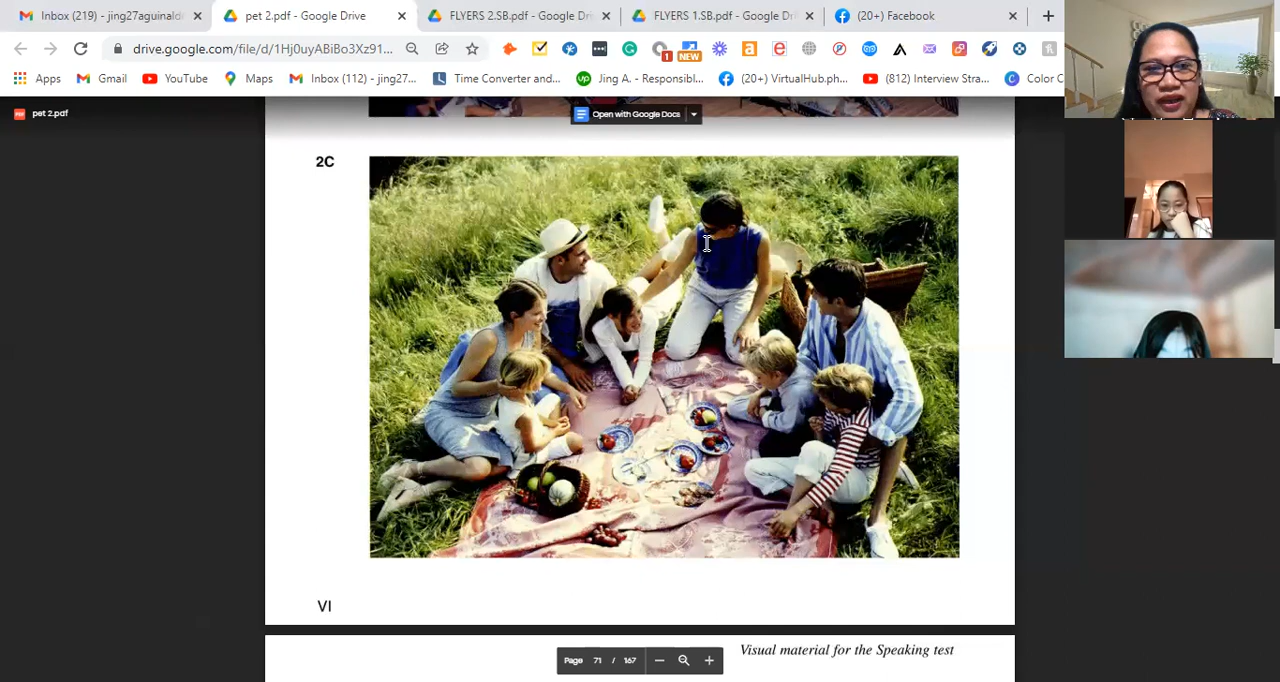 Inbox (219) - jing27aguinald
pet 2.pdf - Google Drive
FLYERS 2.SB.pdf - Google Dri
FLYERS 1.SB.pdf - Google Dri
(20+) Facebook
drive.google.com/file/d/1Hj0uyABiBo3Xz91...
1
NEW
Apps
Gmail
YouTube
Maps
Inbox (112) - jing27...
Time Converter and...
Jing A. - Responsibl...
(20+) VirtualHub.ph...
(812) Interview Stra...
Color C
pet 2.pdf
Open with Google Docs
2C
VI
Visual material for the Speaking test
Page 71 / 167